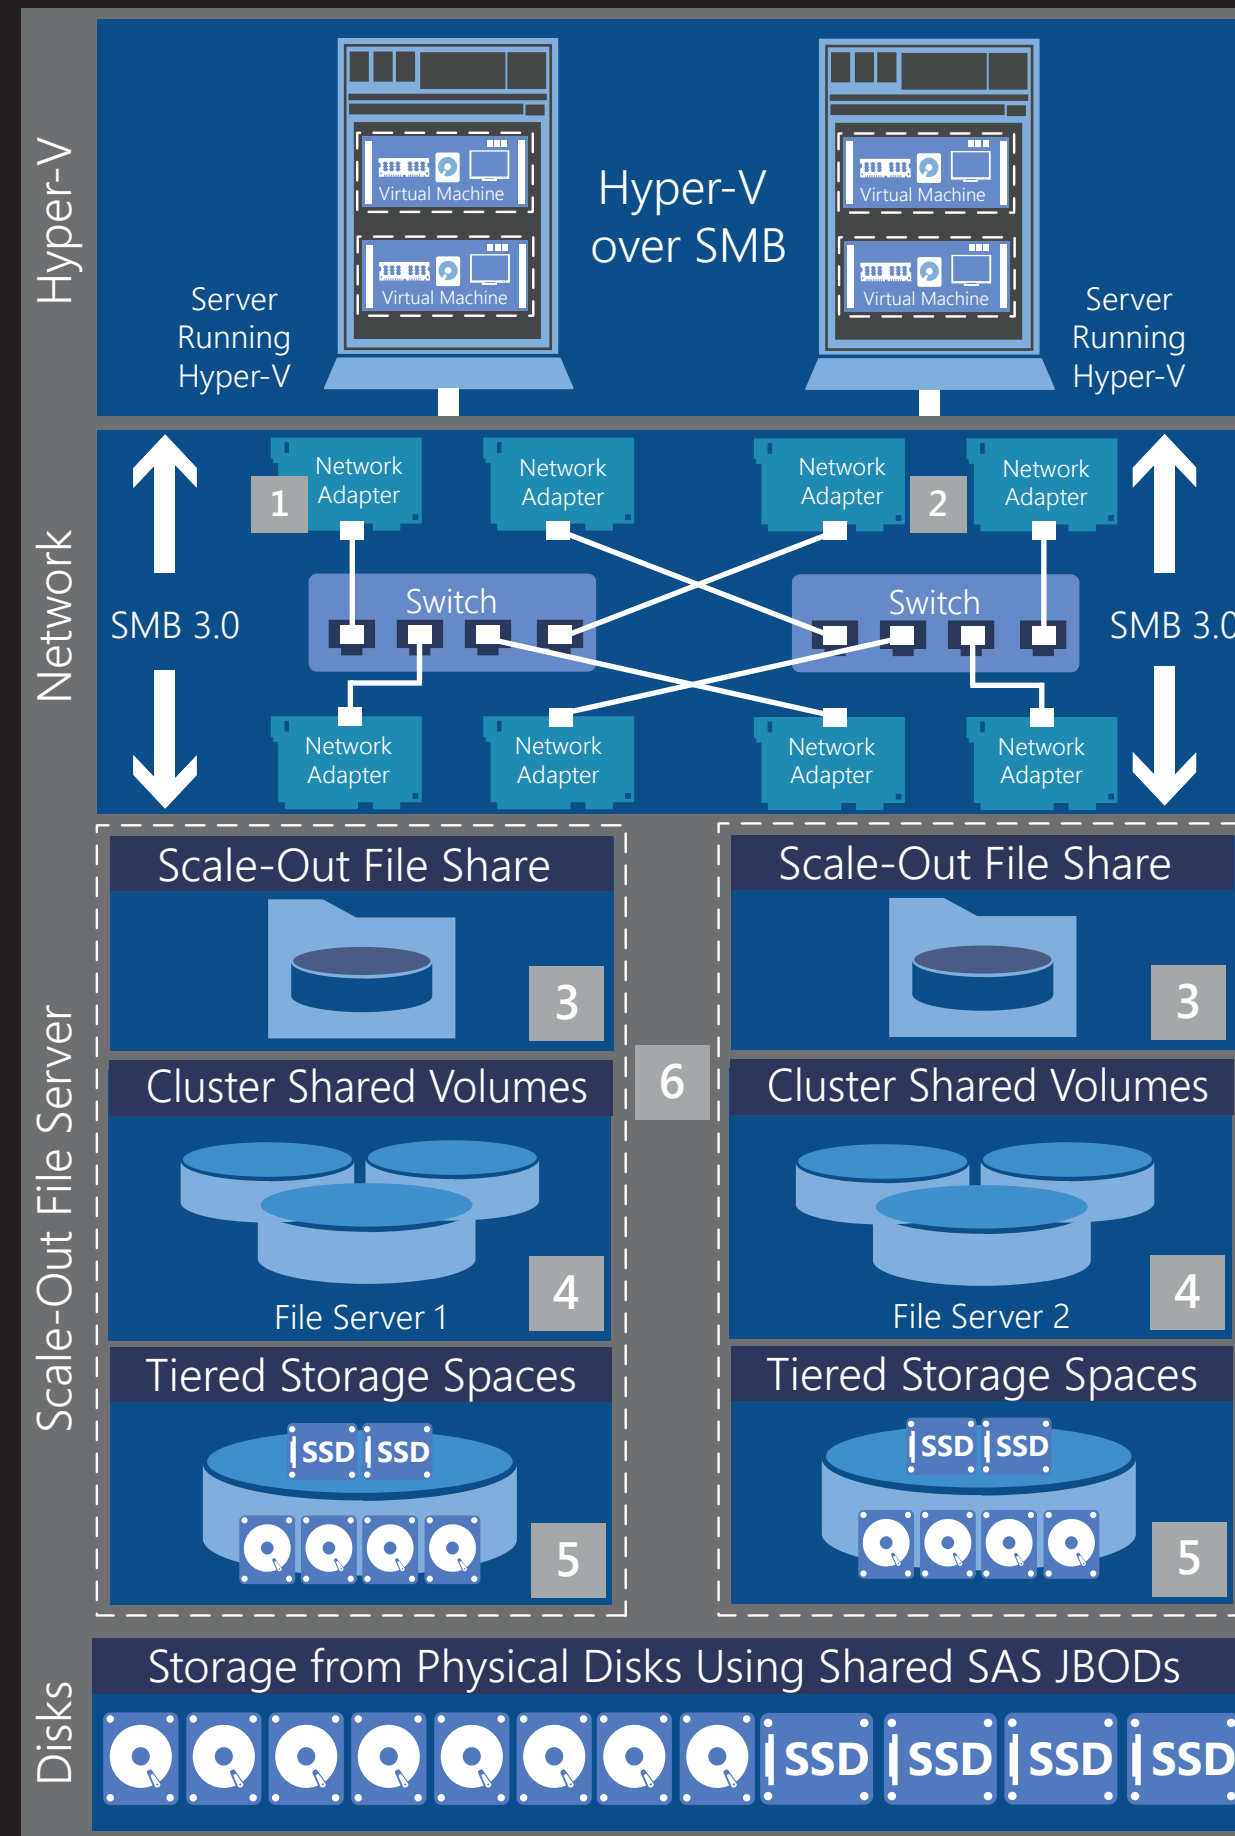 Hyper-V
Virtual Machine
Virtual Machine
Server
Running
Hyper-V
Hyper-V
over SMB
Virtual Machine
Virtual Machine
Server
Running
Hyper-V
Network
SMB 3.0
1
Network
Adapter
Network
Adapter
Network
Adapter
2
Network
Adapter
Switch
Switch
SMB 3.0
Network
Adapter
Network
Adapter
Network
Adapter
Network
Adapter
Scale-Out File Server
Scale-Out File Share
3
Cluster Shared Volumes
4
File Server 1
Tiered Storage Spaces
SSD
SSD
5
6
Scale-Out File Share
3
Cluster Shared Volumes
4
File Server 2
Tiered Storage Spaces
SSD
SSD
5
Disks
Storage from Physical Disks Using Shared SAS JBODs
SSD
SSD
SSD
SSD